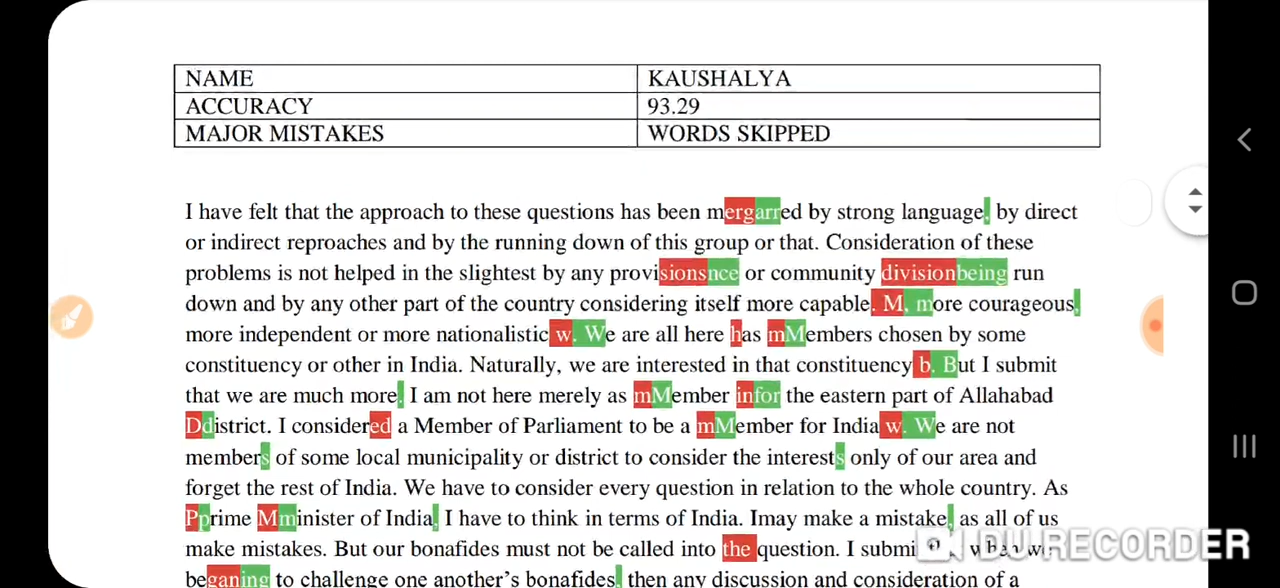 NAME KAUSHALYA
ACCURACY 93.29
MAJOR MISTAKES WORDS SKIPPED
I have felt that the approach to these questions has been mergarred by strong language, by direct
or indirect reproaches and by the running down of this group or that. Consideration of these
problems is not helped in the slightest by any provisionsnce or community divisionbeing run
down and by any other part of the country considering itself more capable. M, more courageous,
more independent or more nationalistic w. We are all here has mMembers chosen by some
constituency or other in India. Naturally, we are interested in that constituency b. But I submit
that we are much more. I am not here merely as mMember infor the eastern part of Allahabad
Ddistrict. I considered a Member of Parliament to be a mMember for India w. We are not
members of some local municipality or district to consider the interests only of our area and
forget the rest of India. We have to consider every question in relation to the whole country. As
Pprime Mminister of India, I have to think in terms of India. Imay make a mistake, as all of us
make mistakes. But our bonafides must not be called into the question. I submi when we
beganing to challenge one another's bonafides, then any discussion and consideration of a
DU RECORDER